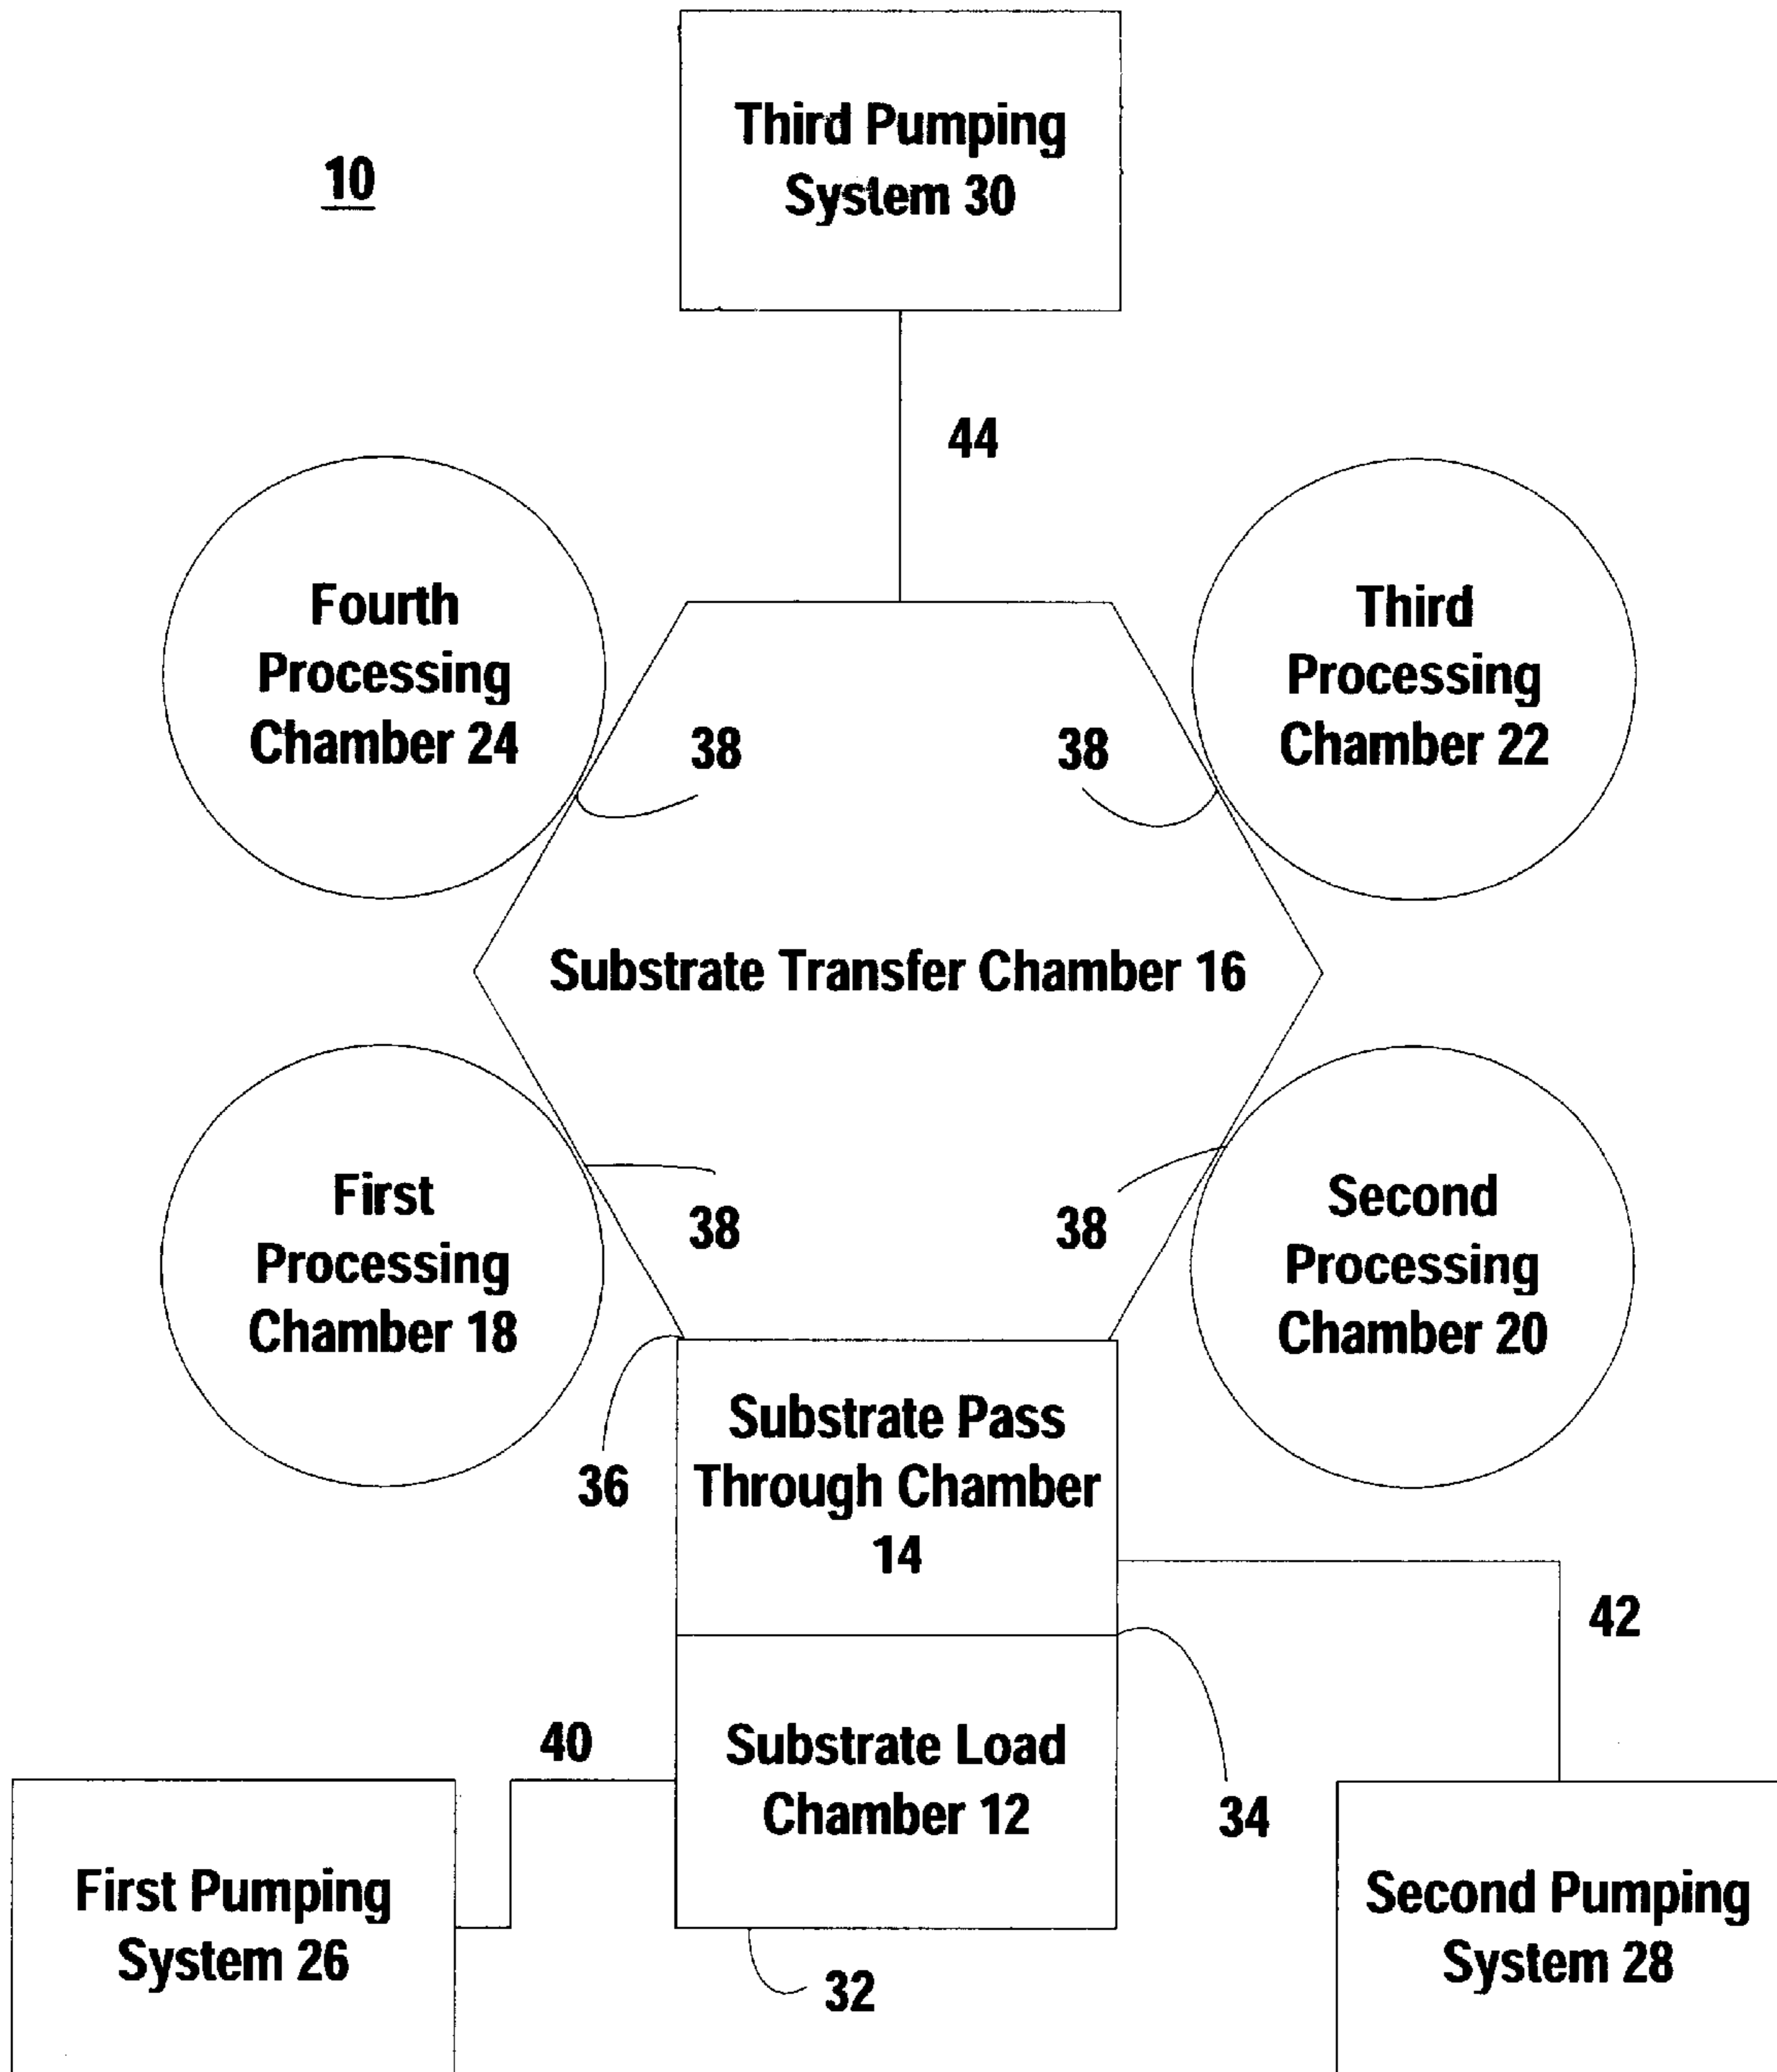 Third Pumping
System 30
10
44
Fourth
Processing
Chamber 24
Third
Processing
Chamber 22
38
38
Substrate Transfer Chamber 16
First
Processing
Chamber 18
38
38
Second
Processing
Chamber 20
Substrate Pass
Through Chamber
14
36
42
40
Substrate Load
Chamber 12
34
First Pumping
System 26
Second Pumping
System 28
32